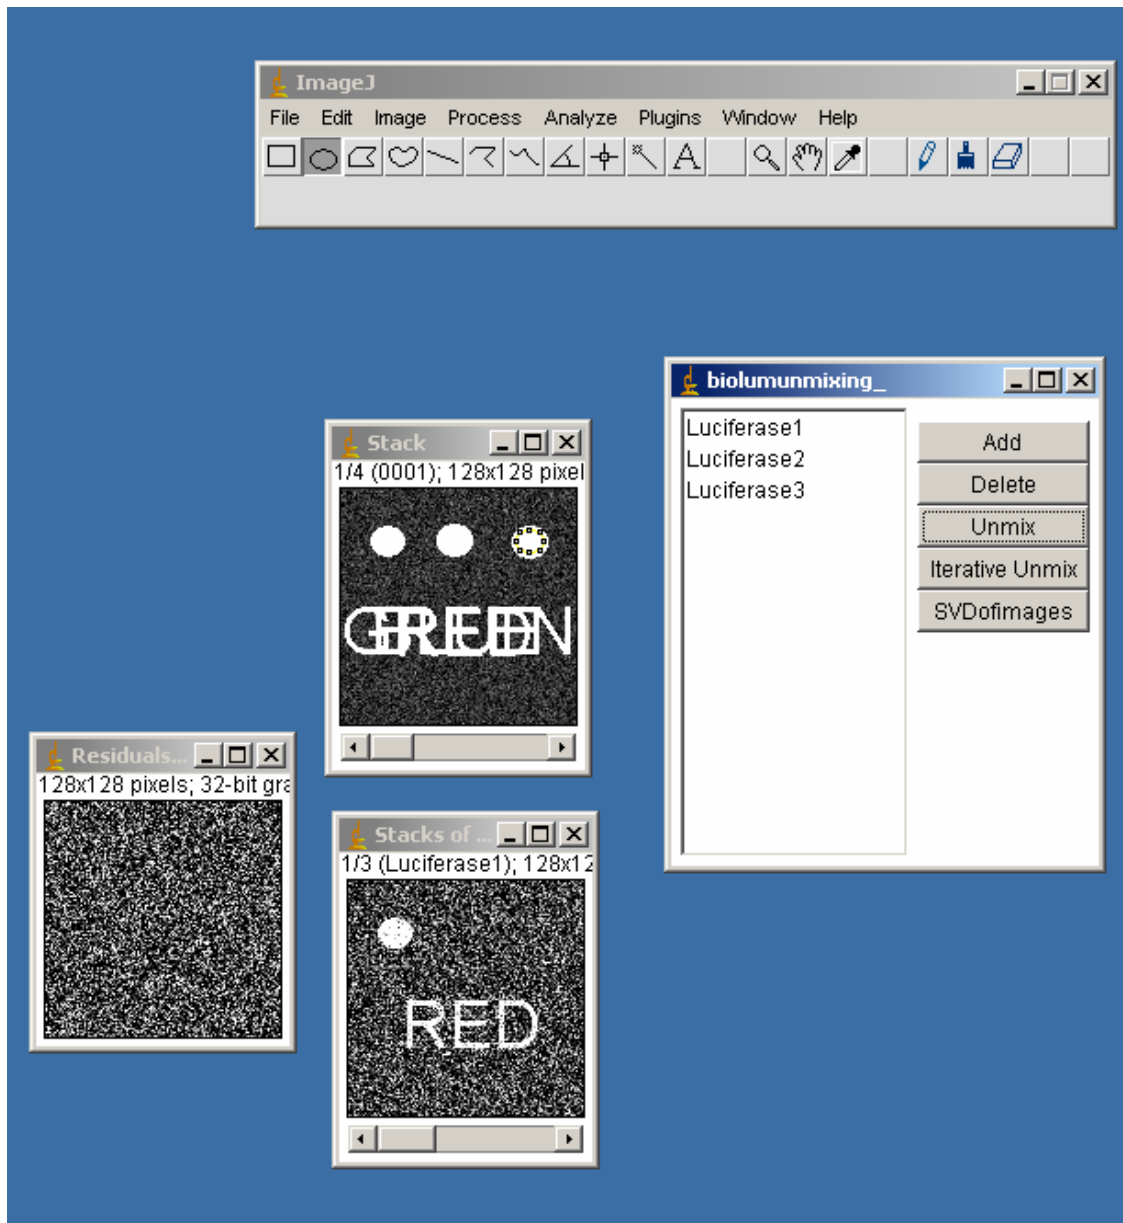 ImageJ
File Edit Image Process Analyze Plugins Window Help
A
biolumunmixing_
Luciferase1
Luciferase2
Luciferase3
Add
Delete
Unmix
Iterative Unmix
SVDofimages
Stack
1/4 (0001); 128x128 pixel
Residuals...
128x128 pixels; 32-bit gra
Stacks of ...
1/3 (Luciferase1); 128x12
RED